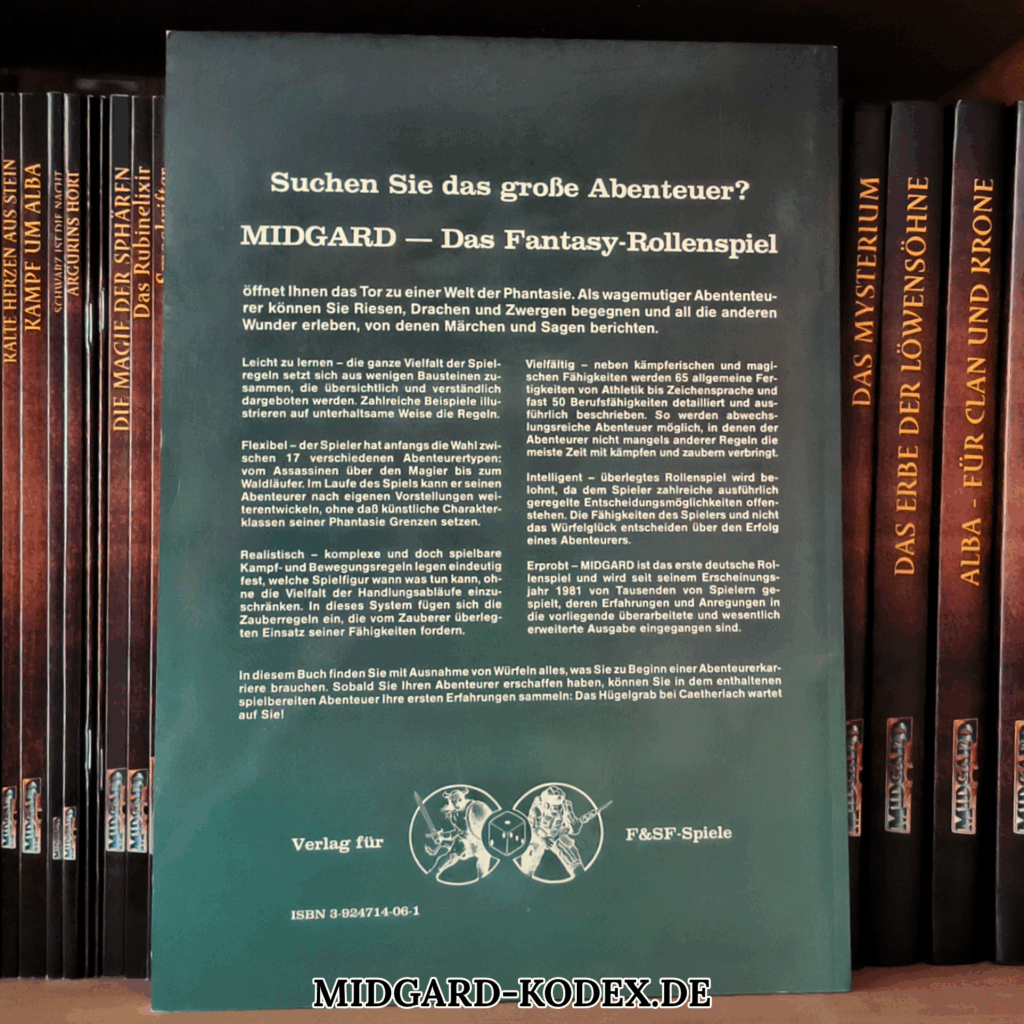 Suchen Sie das große Abenteuer?
MIDGARD — Das Fantasy-Rollenspiel
öffnet Ihnen das Tor zu einer Welt der Phantasie. Als wagemutiger Abententeu-
rer können Sie Riesen, Drachen und Zwergen begegnen und all die anderen
Wunder erleben, von denen Märchen und Sagen berichten.
Leicht zu lernen – die ganze Vielfalt der Spiel-
regeln setzt sich aus wenigen Bausteinen zu-
sammen, die übersichtlich und verständlich
dargeboten werden. Zahlreiche Beispiele illu-
strieren auf unterhaltsame Weise die Regeln.
Flexibel – der Spieler hat anfangs die Wahl zwi-
schen 17 verschiedenen Abenteurertypen:
vom Assassinen über den Magier bis zum
Waldläufer. Im Laufe des Spiels kann er seinen
Abenteurer nach eigenen Vorstellungen wei-
terentwickeln, ohne daß künstliche Charakter-
klassen seiner Phantasie Grenzen setzen.
Realistisch – komplexe und doch spielbare
Kampf- und Bewegungsregeln legen eindeutig
fest, welche Spielfigur wann was tun kann, oh-
ne die Vielfalt der Handlungsabläufe einzu-
schränken. In dieses System fügen sich die
Zauberregeln ein, die vom Zauberer überleg-
ten Einsatz seiner Fähigkeiten fordern.
Vielfältig – neben kämpferischen und magi-
schen Fähigkeiten werden 65 allgemeine Fer-
tigkeiten von Athletik bis Zeichensprache und
fast 50 Berufsfähigkeiten detailliert und aus-
führlich beschrieben. So werden abwechs-
lungsreiche Abenteuer möglich, in denen der
Abenteurer nicht mangels anderer Regeln die
meiste Zeit mit kämpfen und zaubern verbringt.
Intelligent – überlegtes Rollenspiel wird be-
lohnt, da dem Spieler zahlreiche ausführlich
geregelte Entscheidungsmöglichkeiten offen-
stehen. Die Fähigkeiten des Spielers und nicht
das Würfelglück entscheiden über den Erfolg
eines Abenteurers.
Erprobt – MIDGARD ist das erste deutsche Rol-
lenspiel und wird seit seinem Erscheinungs-
jahr 1981 von Tausenden von Spielern ge-
spielt, deren Erfahrungen und Anregungen in
die vorliegende überarbeitete und wesentlich
erweiterte Ausgabe eingegangen sind.
In diesem Buch finden Sie mit Ausnahme von Würfeln alles, was Sie zu Beginn einer Abenteurerkar-
riere brauchen. Sobald Sie Ihren Abenteurer erschaffen haben, können Sie in dem enthaltenen
spielbereiten Abenteuer Ihre ersten Erfahrungen sammeln: Das Hügelgrab bei Caetherlach wartet
auf Sie!
Verlag für
F&SF-Spiele
ISBN 3-924714-06-1
KALTE HERZEN AUS STEIN
KAMPF UM ALBA
SCHWARZ IST DIE NACHT
ARGURINS HORT
DIE MAGIE DER SPHÄREN
Das Rubinelixir
DAS MYSTERIUM
DAS ERBE DER LÖWENSÖHNE
ALBA - FÜR CLAN UND KRONE
MIDGARD
MIDGARD
MIDGARD
MIDGARD
MIDGARD
MIDGARD
MIDGARD
MIDGARD
MIDGARD-KODEX.DE